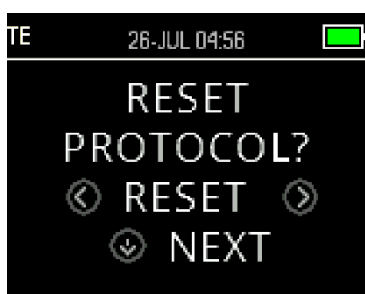 TE 26-JUL 04:56
RESET
PROTOCOL?
RESET
NEXT